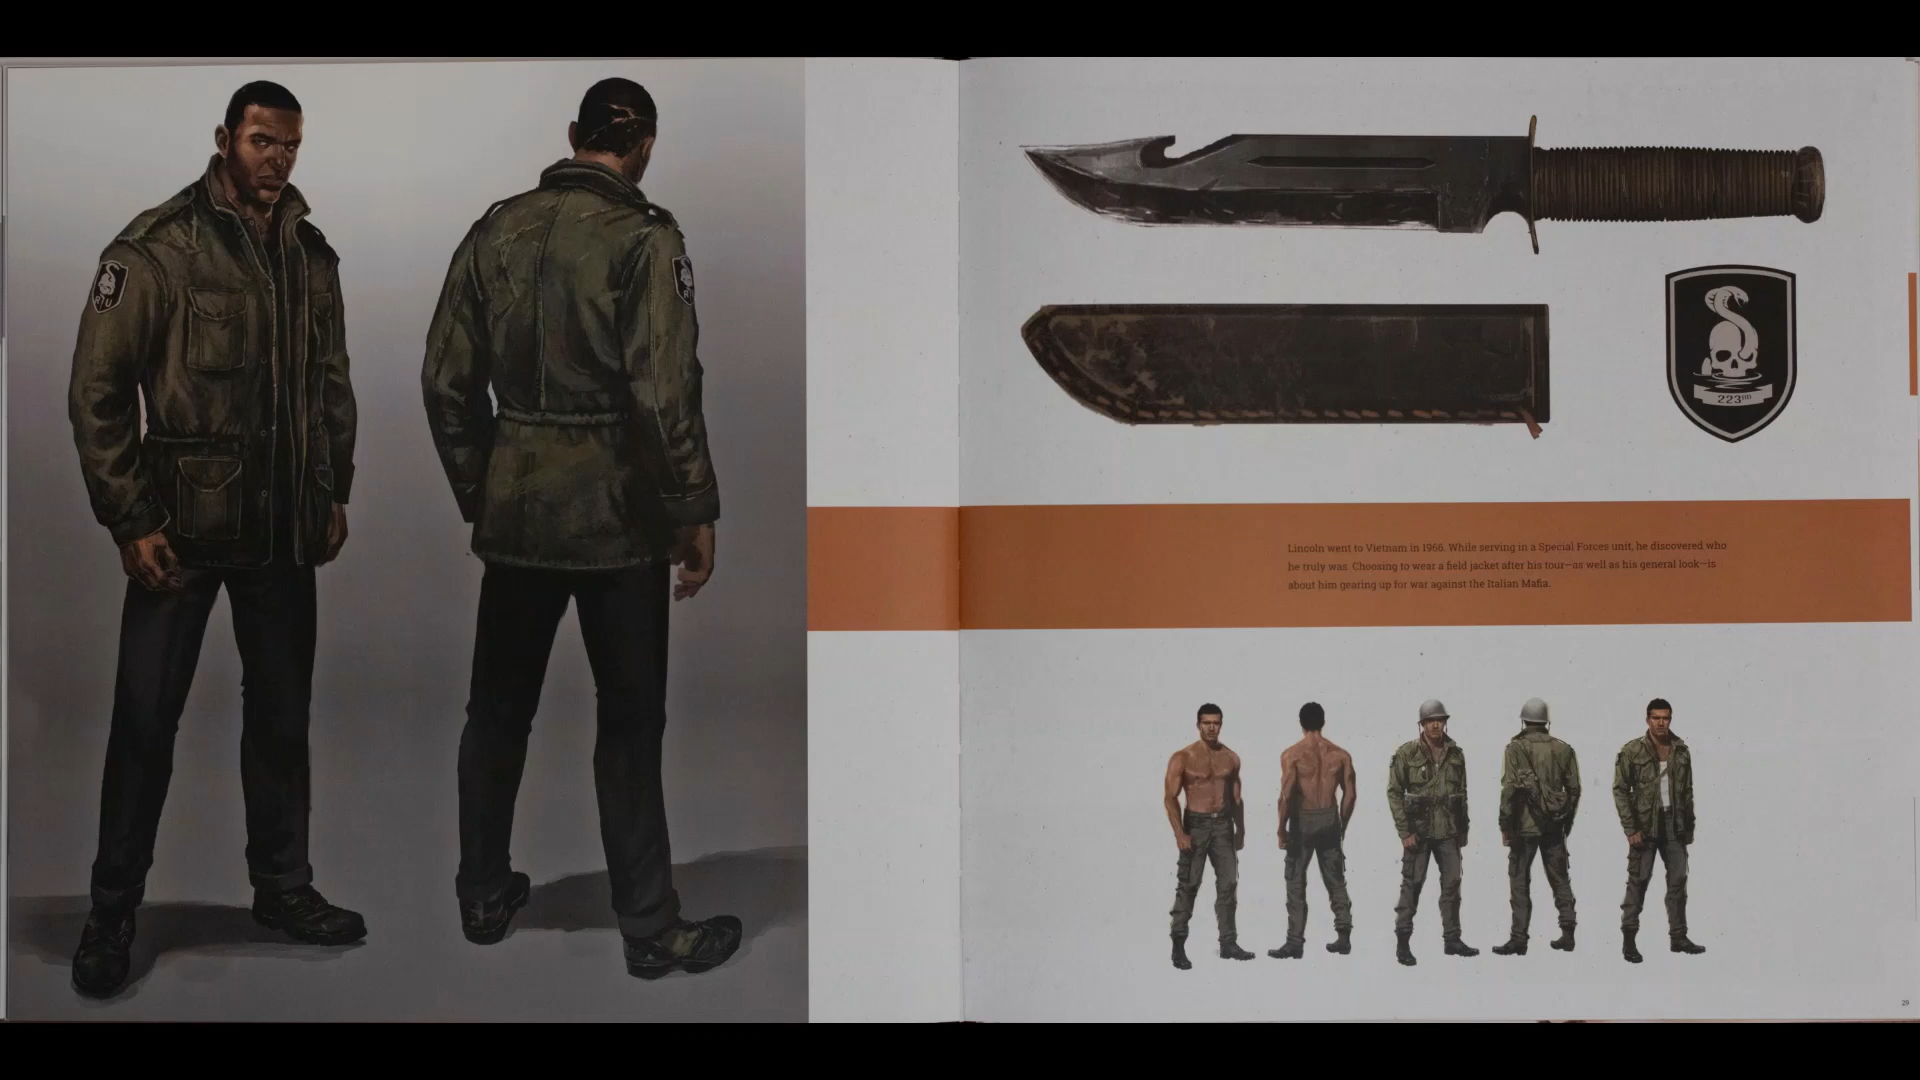 R U
223RD
Lincoln went to Vietnam in 1966. While serving in a Special Forces unit, he discovered who
he truly was. Choosing to wear a field jacket after his tour—as well as his general look—is
about him gearing up for war against the Italian Mafia.
29